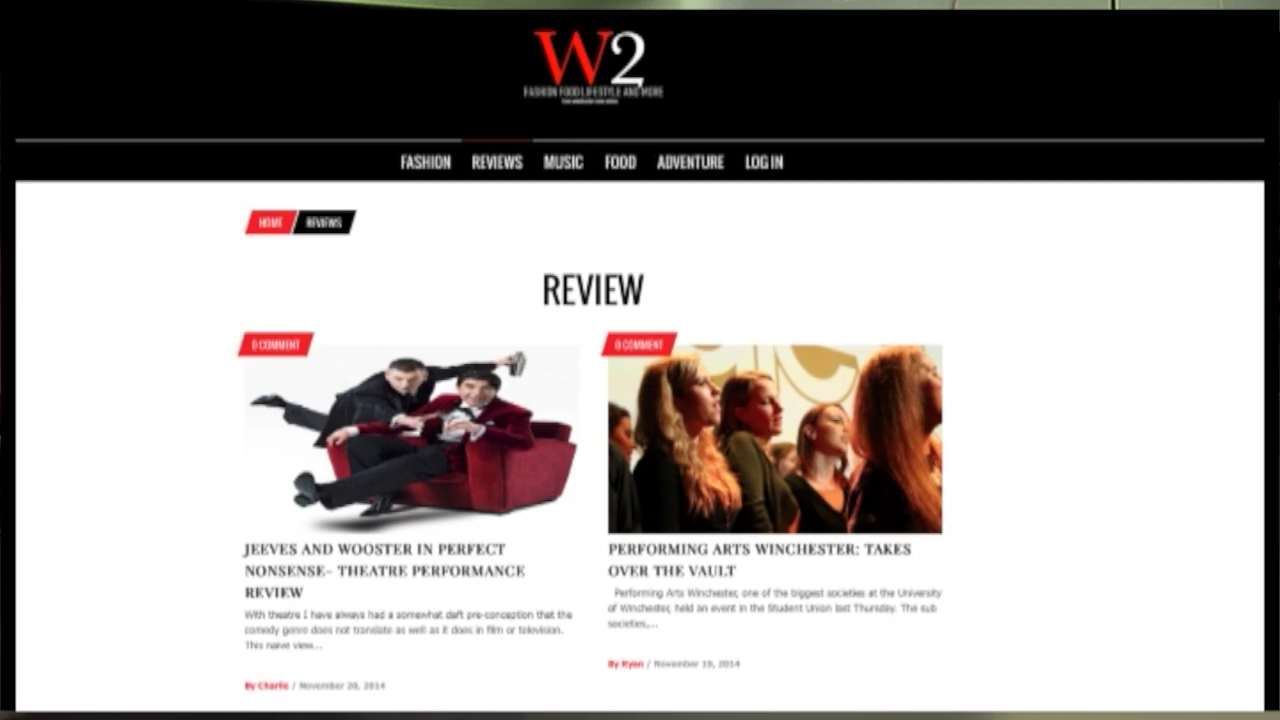 W2
FASHION FOOD LIFESTYLE AND MORE
FASHION REVIEWS MUSIC FOOD ADVENTURE LOG IN
HOME REVIEWS
REVIEW
0 COMMENT
0 COMMENT
JEEVES AND WOOSTER IN PERFECT
NONSENSE– THEATRE PERFORMANCE
REVIEW
With theatre I have always had a somewhat daft pre-conception that the
comedy genre does not translate as well as it does in film or television.
This naive view...
By Charlie / November 20, 2014
PERFORMING ARTS WINCHESTER: TAKES
OVER THE VAULT
Performing Arts Winchester, one of the biggest societies at the University
of Winchester, held an event in the Student Union last Thursday. The sub
societies,...
By Ryan / November 19, 2014